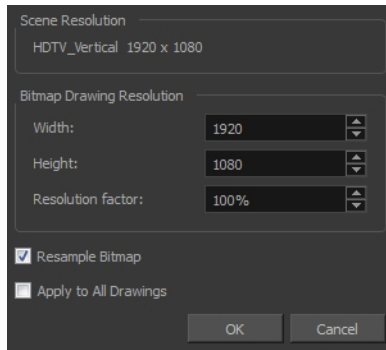 Scene Resolution
HDTV_Vertical 1920 x 1080
Bitmap Drawing Resolution
Width: 1920
Height: 1080
Resolution factor: 100%
Resample Bitmap
Apply to All Drawings
OK Cancel